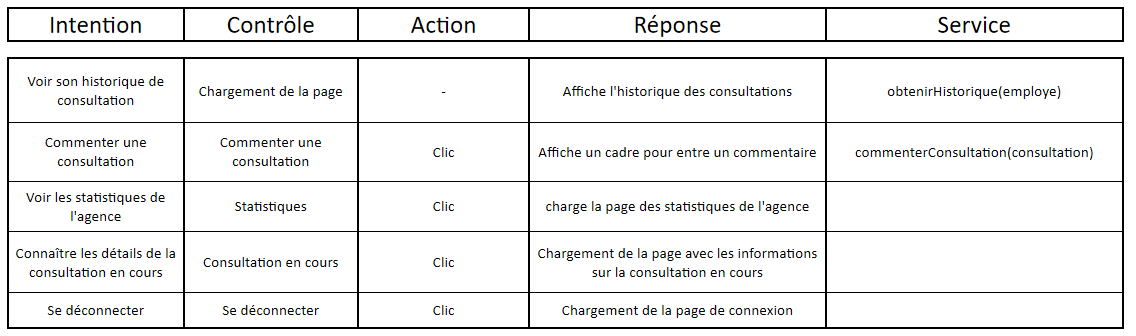 Intention Contrôle Action Réponse Service
Voir son historique de
consultation
Chargement de la page
-
Affiche l'historique des consultations
obtenirHistorique(employe)
Commenter une
consultation
Commenter une
consultation
Clic
Affiche un cadre pour entre un commentaire
commenterConsultation(consultation)
Voir les statistiques de
l'agence
Statistiques
Clic
charge la page des statistiques de l'agence
Connaître les détails de la
consultation en cours
Consultation en cours
Clic
Chargement de la page avec les informations
sur la consultation en cours
Se déconnecter
Se déconnecter
Clic
Chargement de la page de connexion